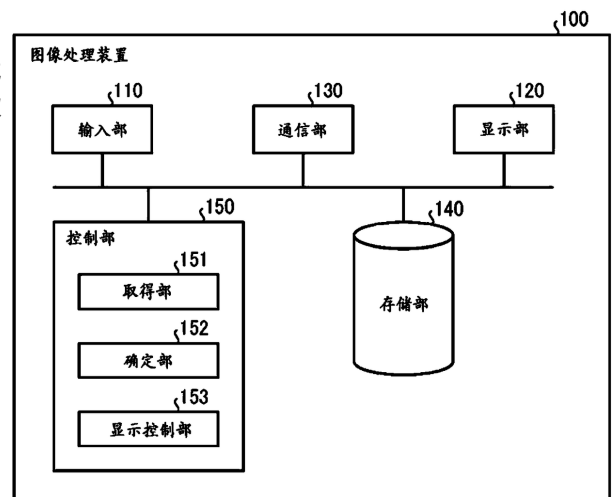 100
图像处理装置
110
130
120
输入部
通信部
显示部
150
140
控制部
151
取得部
存储部
152
确定部
153
显示控制部